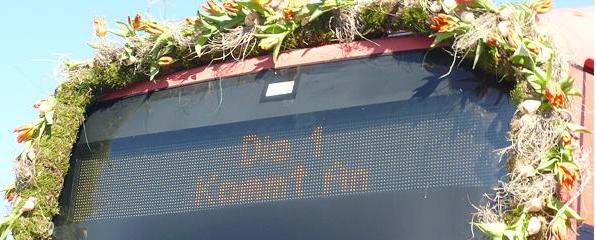 Die 1
Kommt An